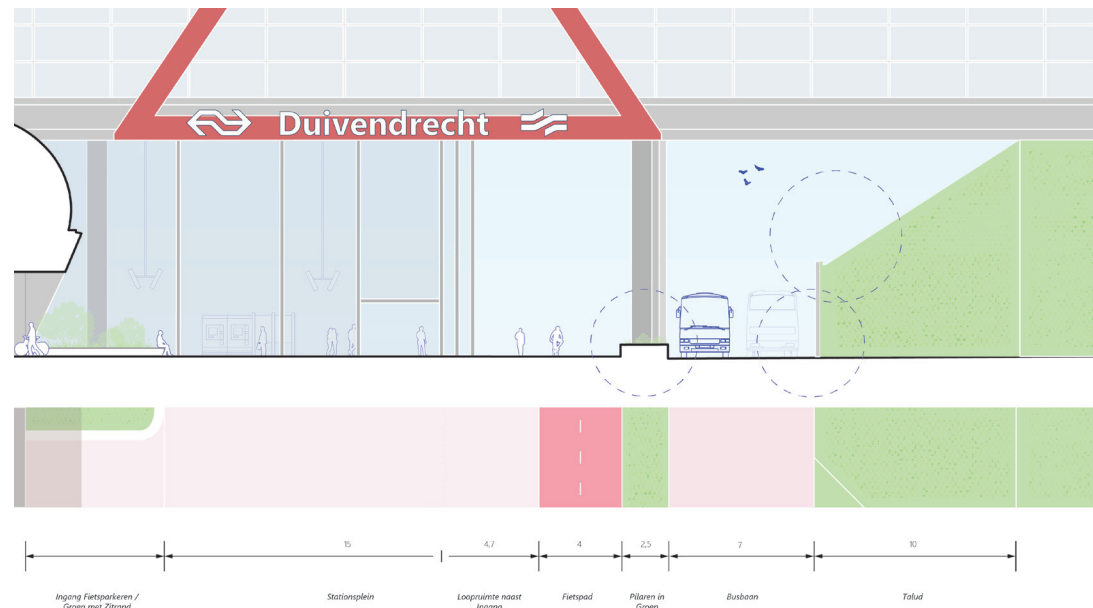 Duivendrecht
15
4,7
4
2,5
7
10
Ingang Fietsparkeren /
Groen met Zitrand
Stationsplein
Loopruimte naast
Ingang
Fietspad
Pilaren in
Groen
Busbaan
Talud